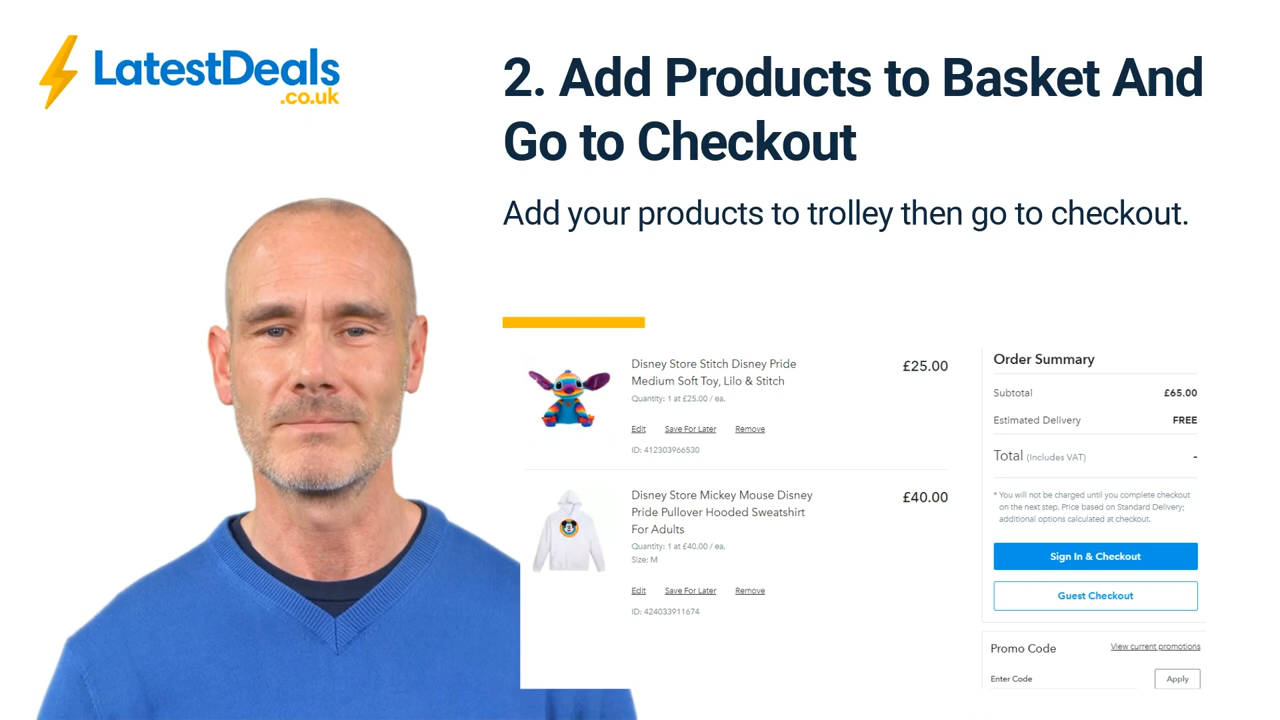 LatestDeals
.co.uk
2. Add Products to Basket And
Go to Checkout
Add your products to trolley then go to checkout.
Disney Store Stitch Disney Pride
Medium Soft Toy, Lilo & Stitch
£25.00
Quantity: 1 at £25.00 / ea.
Edit Save For Later Remove
ID: 412303966530
Disney Store Mickey Mouse Disney
Pride Pullover Hooded Sweatshirt
For Adults
£40.00
Quantity: 1 at £40.00 / ea.
Size: M
Edit Save For Later Remove
ID: 424033911674
Order Summary
Subtotal £65.00
Estimated Delivery FREE
Total (Includes VAT) -
* You will not be charged until you complete checkout
on the next step. Price based on Standard Delivery;
additional options calculated at checkout.
Sign In & Checkout
Guest Checkout
Promo Code View current promotions
Enter Code Apply